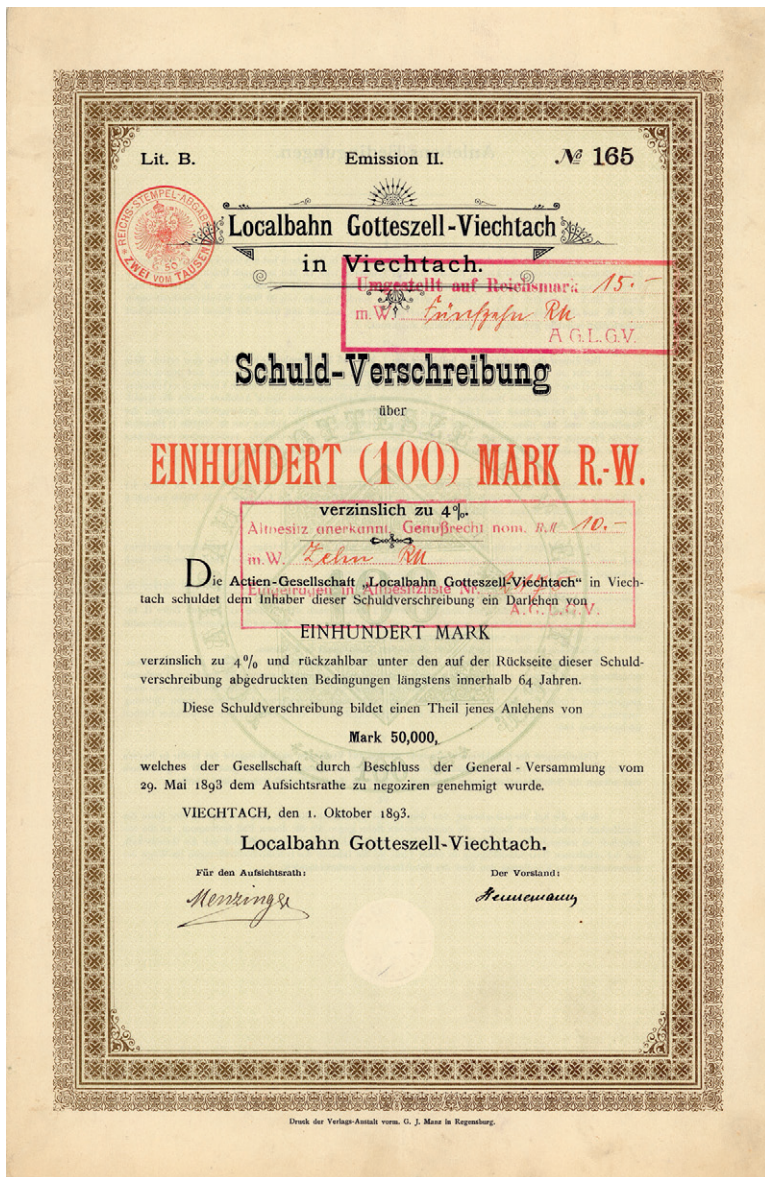 Lit. B. Emission II. № 165
REICHS-STEMPEL-ABGABE
ZWEI VOM TAUSEND
Localbahn Gotteszell-Viechtach
in Viechtach.
Umgestellt auf Reichsmark 15.-
m. W. Fünfzehn RM
A.G.L.G.V.
Schuld-Verschreibung
über
EINHUNDERT (100) MARK R.-W.
verzinslich zu 4%.
Altbesitz anerkannt, Genußrecht nom. R.M 10.-
m. W. Zehn RM
Die Actien-Gesellschaft „Localbahn Gotteszell-Viechtach“ in Viech-
Eingetragen in Altbesitzliste Nr.
tach schuldet dem Inhaber dieser Schuldverschreibung ein Darlehen von
A.G.L.G.V.
EINHUNDERT MARK
verzinslich zu 4% und rückzahlbar unter den auf der Rückseite dieser Schuld-
verschreibung abgedruckten Bedingungen längstens innerhalb 64 Jahren.
Diese Schuldverschreibung bildet einen Theil jenes Anlehens von
Mark 50,000,
welches der Gesellschaft durch Beschluss der General-Versammlung vom
29. Mai 1893 dem Aufsichtsrathe zu negoziren genehmigt wurde.
VIECHTACH, den 1. Oktober 1893.
Localbahn Gotteszell-Viechtach.
Für den Aufsichtsrath: Der Vorstand:
Menzinger Hennemann
Druck der Verlags-Anstalt vorm. G. J. Manz in Regensburg.